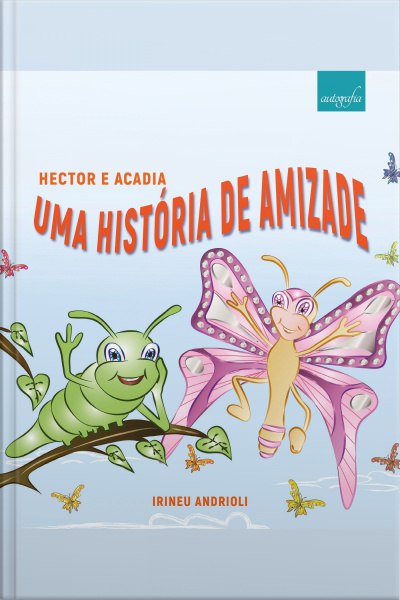 autografia
HECTOR E ACADIA
UMA HISTÓRIA DE AMIZADE
IRINEU ANDRIOLI